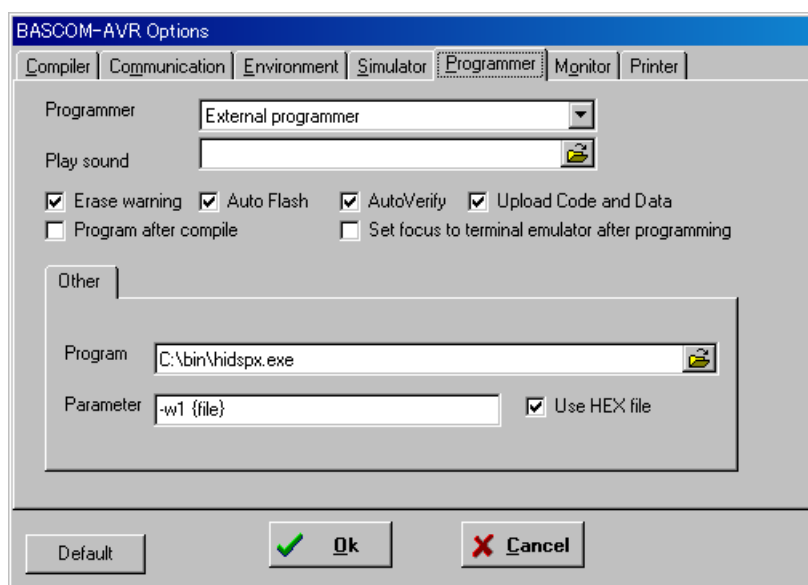 BASCOM-AVR Options
Compiler Communication Environment Simulator Programmer Monitor Printer
Programmer External programmer
Play sound
Erase warning Auto Flash AutoVerify Upload Code and Data
Program after compile Set focus to terminal emulator after programming
Other
Program C:\bin\hidspx.exe
Parameter -w1 {file} Use HEX file
Default Ok Cancel